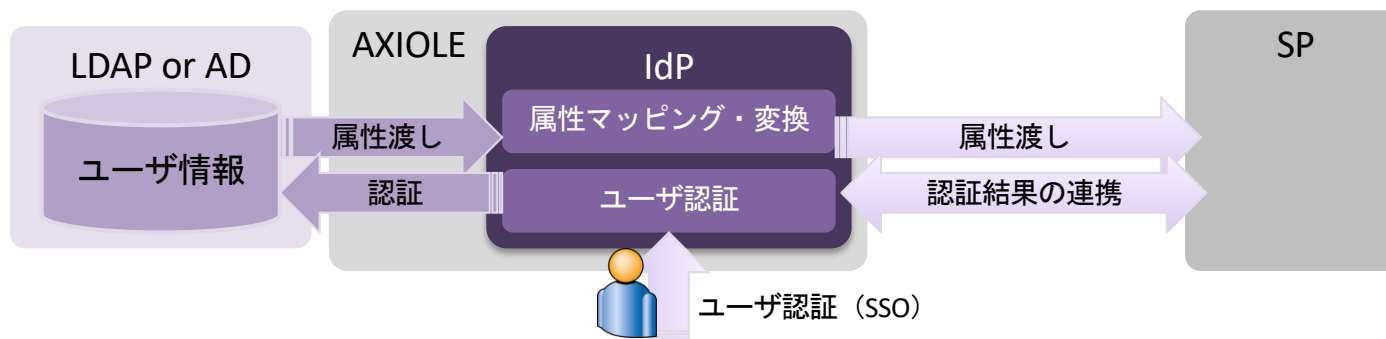 LDAP or AD
ユーザ情報
AXIOLE
属性渡し
認証
IdP
属性マッピング・変換
ユーザ認証
属性渡し
認証結果の連携
SP
ユーザ認証（SSO）